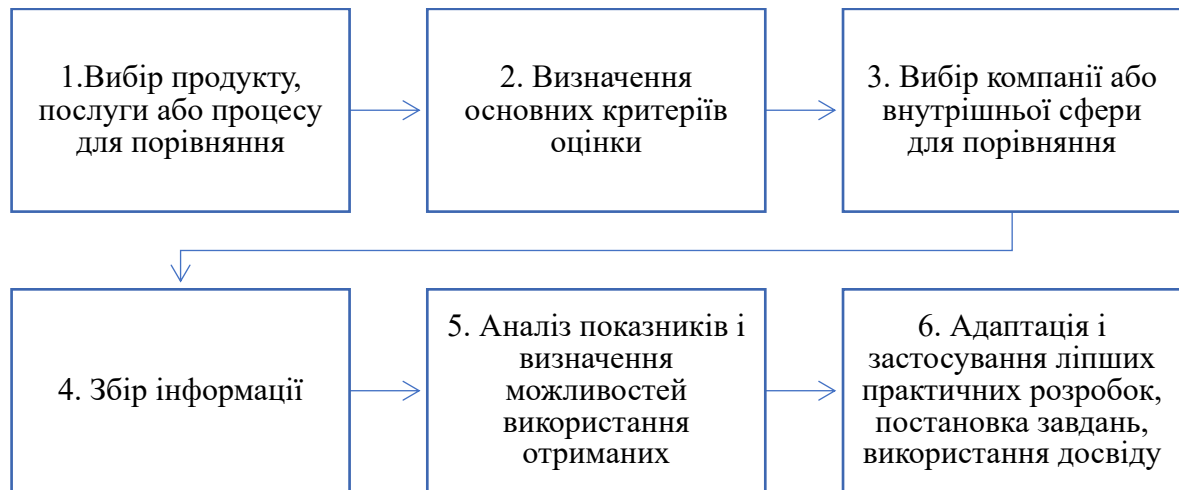 1.Вибір продукту,
послуги або процесу
для порівняння
2. Визначення
основних критеріїв
оцінки
3. Вибір компанії або
внутрішньої сфери
для порівняння
4. Збір інформації
5. Аналіз показників і
визначення
можливостей
використання
отриманих
6. Адаптація і
застосування ліпших
практичних розробок,
постановка завдань,
використання досвіду